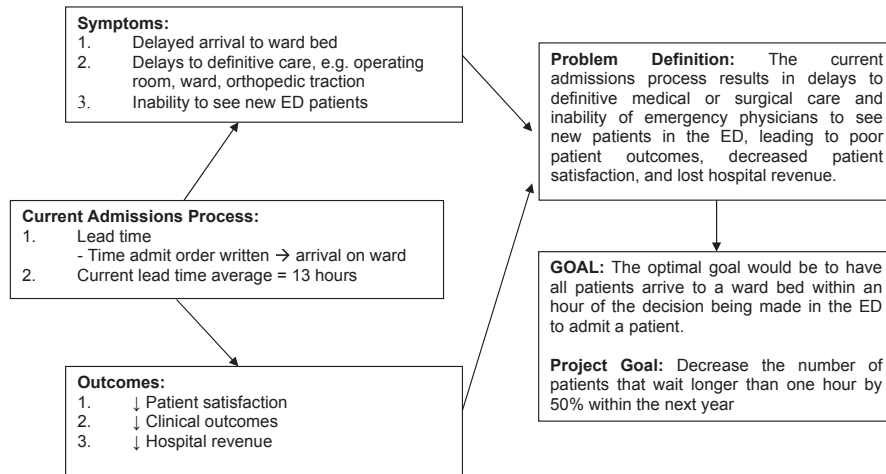 Symptoms:
1. Delayed arrival to ward bed
2. Delays to definitive care, e.g. operating
room, ward, orthopedic traction
3. Inability to see new ED patients
Current Admissions Process:
1. Lead time
- Time admit order written → arrival on ward
2. Current lead time average = 13 hours
Outcomes:
1. ↓ Patient satisfaction
2. ↓ Clinical outcomes
3. ↓ Hospital revenue
Problem Definition: The current
admissions process results in delays to
definitive medical or surgical care and
inability of emergency physicians to see
new patients in the ED, leading to poor
patient outcomes, decreased patient
satisfaction, and lost hospital revenue.
GOAL: The optimal goal would be to have
all patients arrive to a ward bed within an
hour of the decision being made in the ED
to admit a patient.
Project Goal: Decrease the number of
patients that wait longer than one hour by
50% within the next year